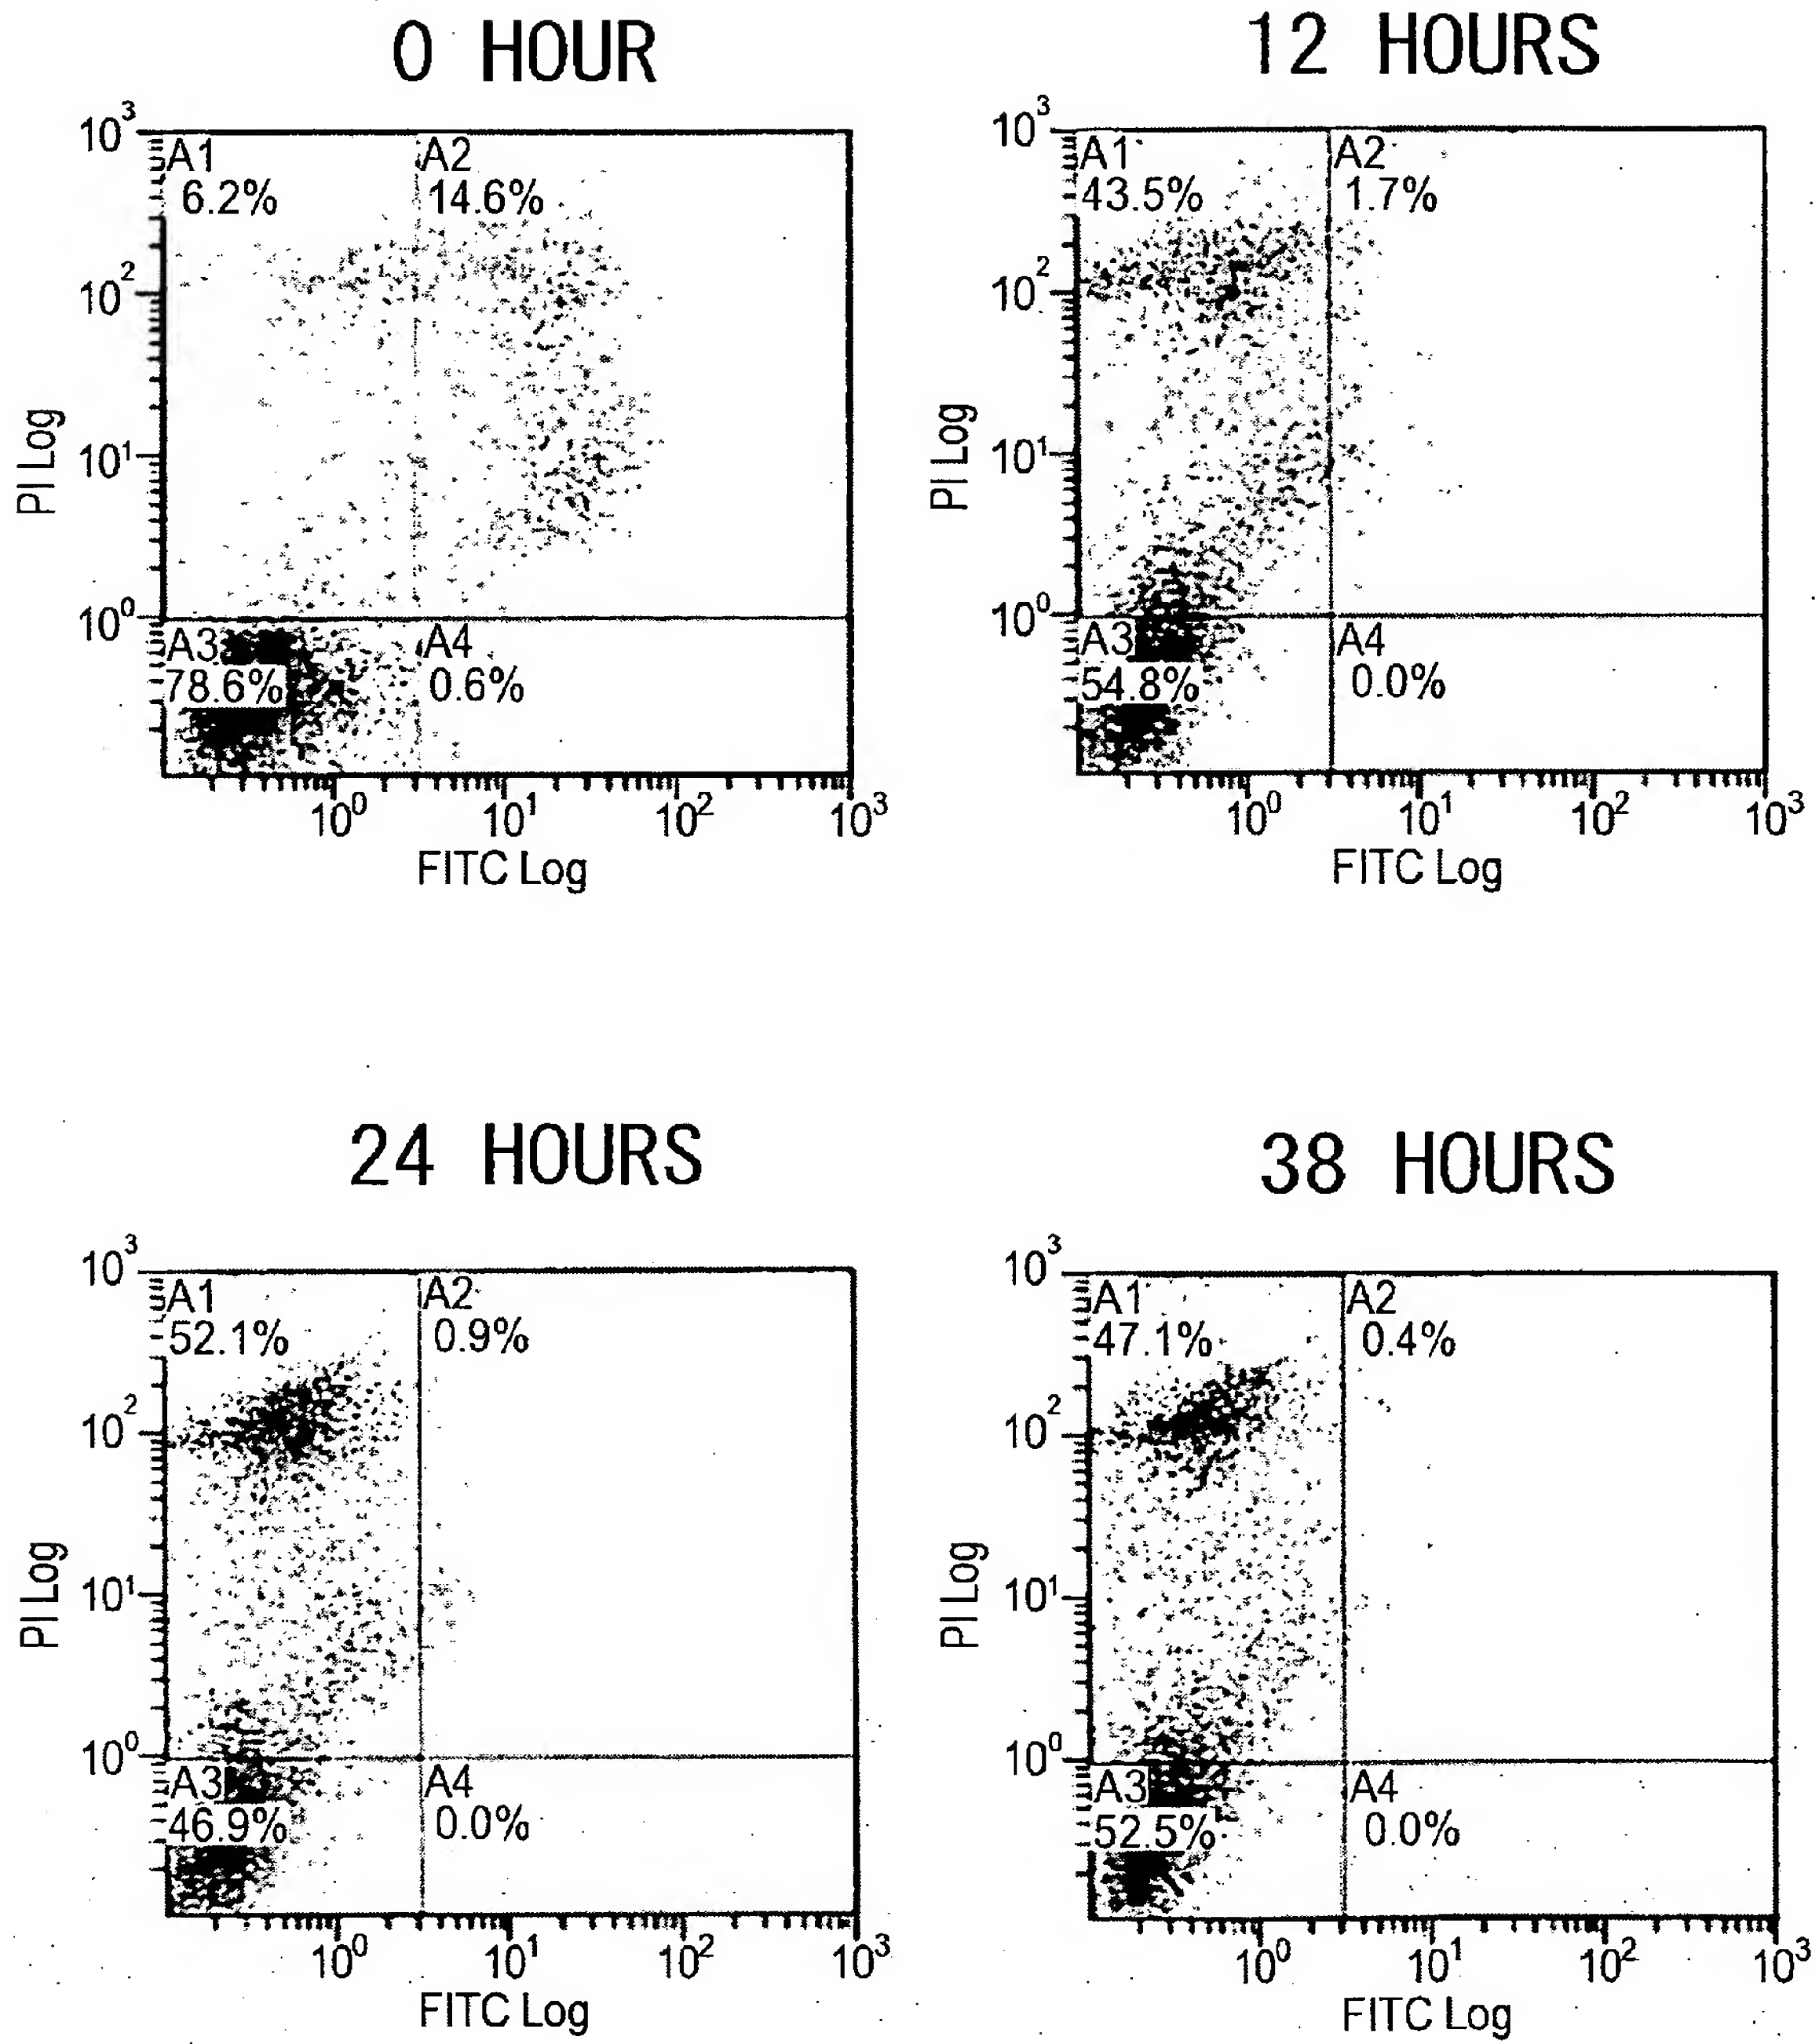 0 HOUR
10³
A1
6.2%
A2
14.6%
10²
10¹
10⁰
PI Log
A3
78.6%
A4
0.6%
10⁰ 10¹ 10² 10³
FITC Log
12 HOURS
10³
A1
43.5%
A2
1.7%
10²
10¹
10⁰
PI Log
A3
54.8%
A4
0.0%
10⁰ 10¹ 10² 10³
FITC Log
24 HOURS
10³
A1
52.1%
A2
0.9%
10²
10¹
10⁰
PI Log
A3
46.9%
A4
0.0%
10⁰ 10¹ 10² 10³
FITC Log
38 HOURS
10³
A1
47.1%
A2
0.4%
10²
10¹
10⁰
PI Log
A3
52.5%
A4
0.0%
10⁰ 10¹ 10² 10³
FITC Log